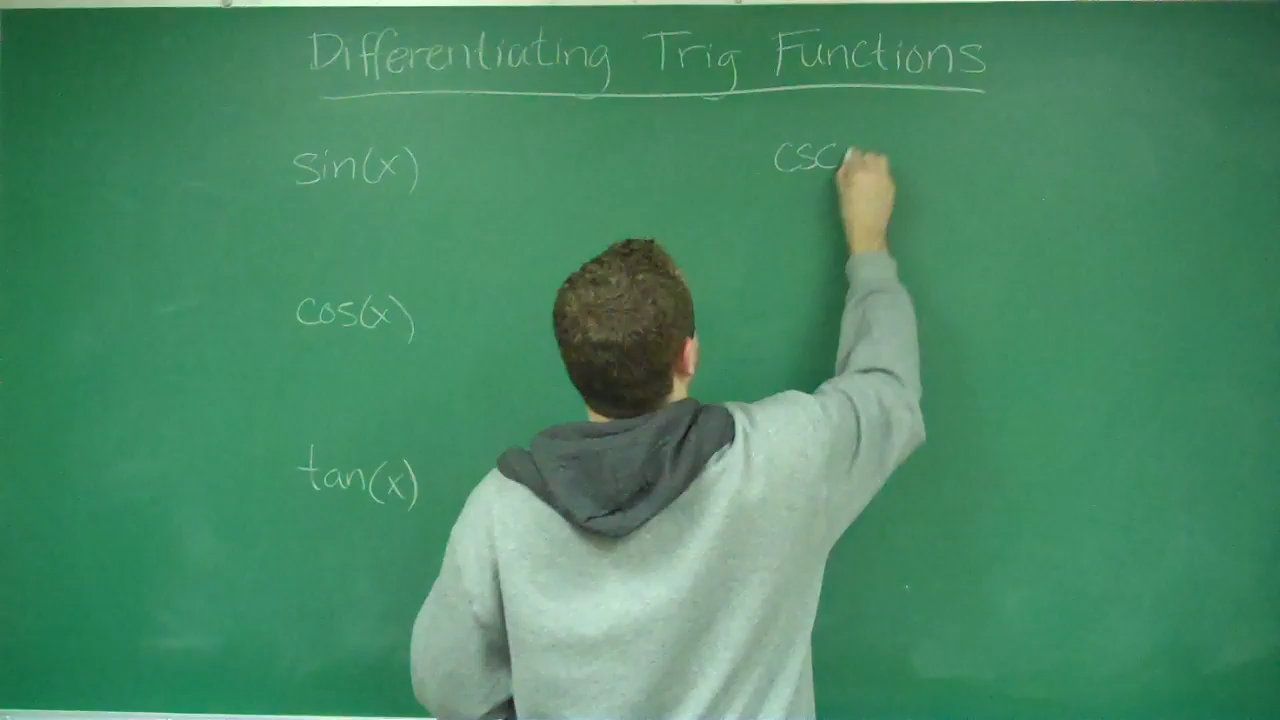 Differentiating Trig Functions
sin(x)
csc
cos(x)
tan(x)